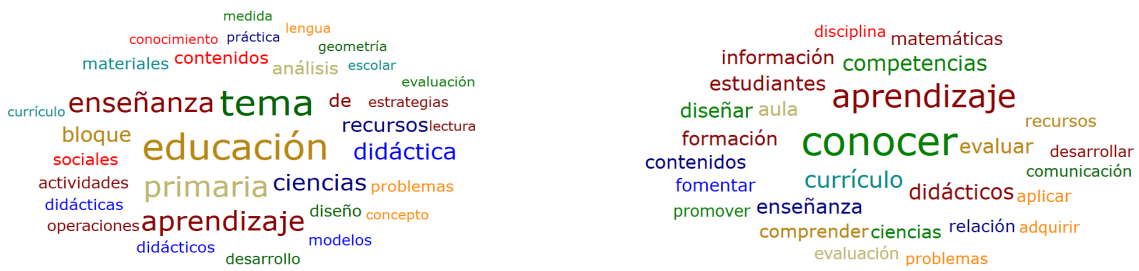 medida
conocimiento práctica lengua
geometría
materiales contenidos análisis escolar
evaluación
currículo enseñanza tema de estrategias
bloque educación recursos lectura
sociales didáctica
actividades primaria ciencias problemas
didácticas
operaciones aprendizaje diseño concepto
didácticos modelos
desarrollo
disciplina matemáticas
información competencias
estudiantes aprendizaje
diseñar aula recursos
formación conocer evaluar desarrollar
contenidos comunicación
fomentar currículo didácticos aplicar
promover enseñanza
comprender ciencias relación adquirir
evaluación problemas